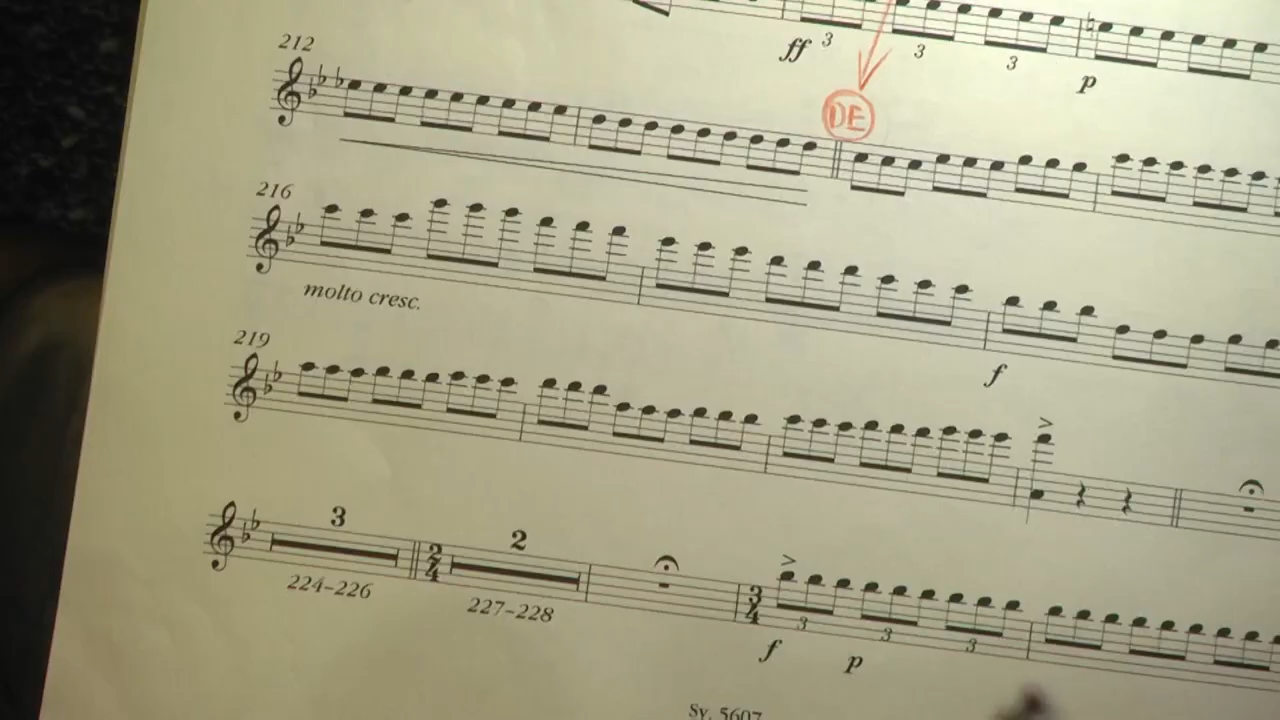 ff 3 3 3 p
212
DE
216
molto cresc.
f
219
3 2
224–226 227–228
3 3 3
f p
Sy. 5607